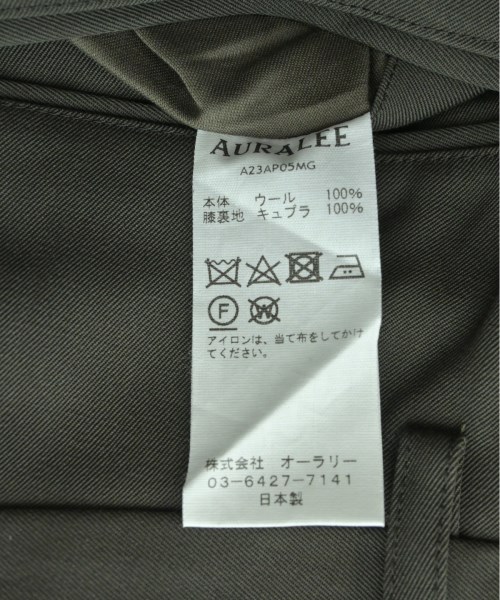 AURALEE
A23AP05MG
本体 ウール 100%
膝裏地 キュプラ 100%
F W
アイロンは、当て布をしてかけ
てください。
株式会社 オーラリー
03-6427-7141
日本製